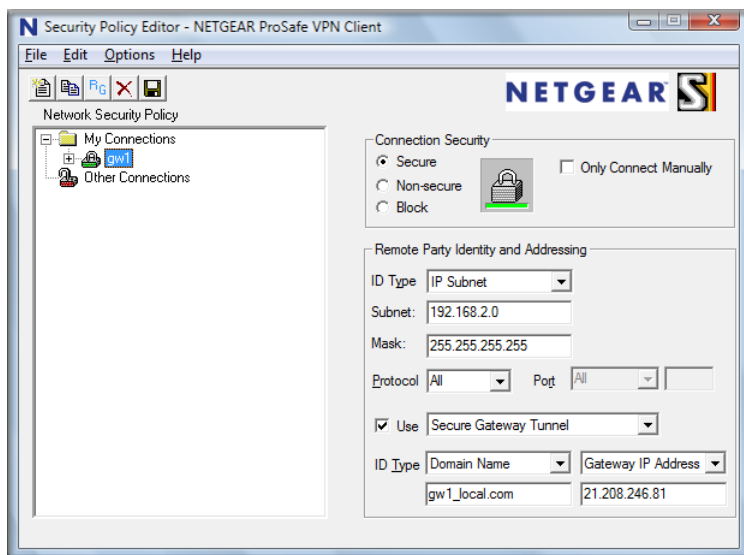 N Security Policy Editor - NETGEAR ProSafe VPN Client
File Edit Options Help
RG
NETGEAR S
Network Security Policy
My Connections
gw1
Other Connections
Connection Security
Secure
Non-secure
Block
Only Connect Manually
Remote Party Identity and Addressing
ID Type IP Subnet
Subnet: 192.168.2.0
Mask: 255.255.255.255
Protocol All Port All
Use Secure Gateway Tunnel
ID Type Domain Name Gateway IP Address
gw1_local.com 21.208.246.81